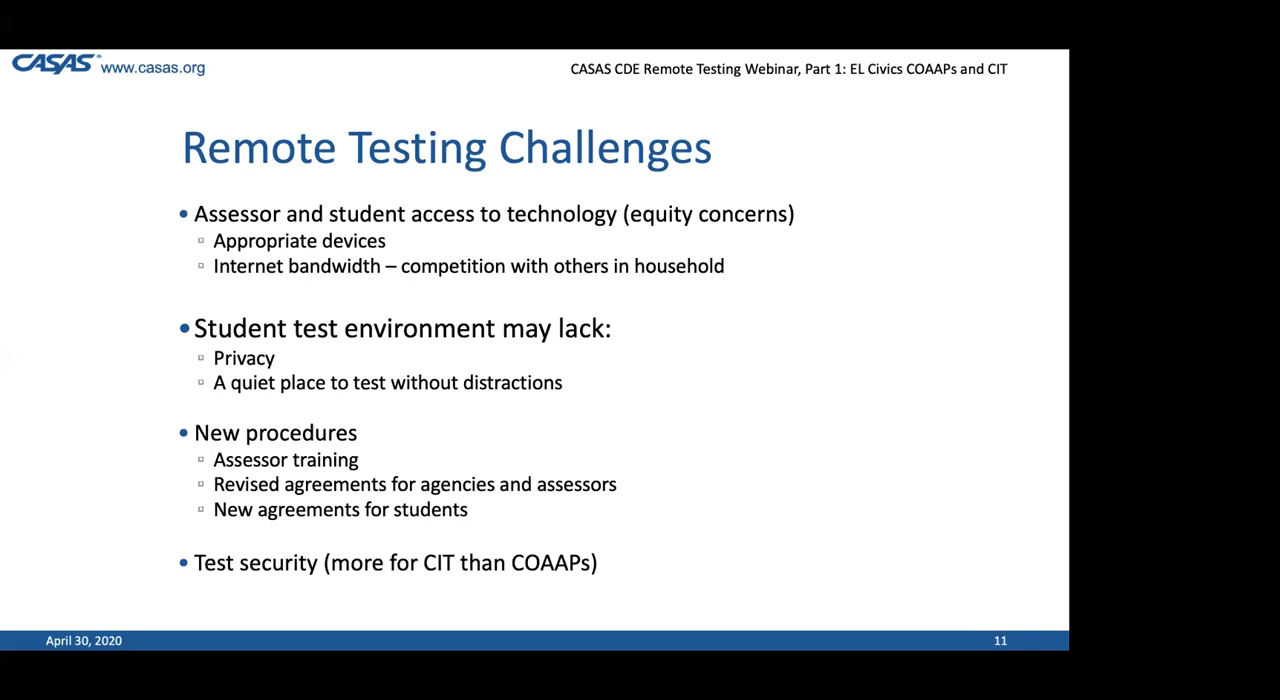 CASAS® www.casas.org
CASAS CDE Remote Testing Webinar, Part 1: EL Civics COAAPs and CIT
Remote Testing Challenges
• Assessor and student access to technology (equity concerns)
▫ Appropriate devices
▫ Internet bandwidth – competition with others in household
• Student test environment may lack:
▫ Privacy
▫ A quiet place to test without distractions
• New procedures
▫ Assessor training
▫ Revised agreements for agencies and assessors
▫ New agreements for students
• Test security (more for CIT than COAAPs)
April 30, 2020
11